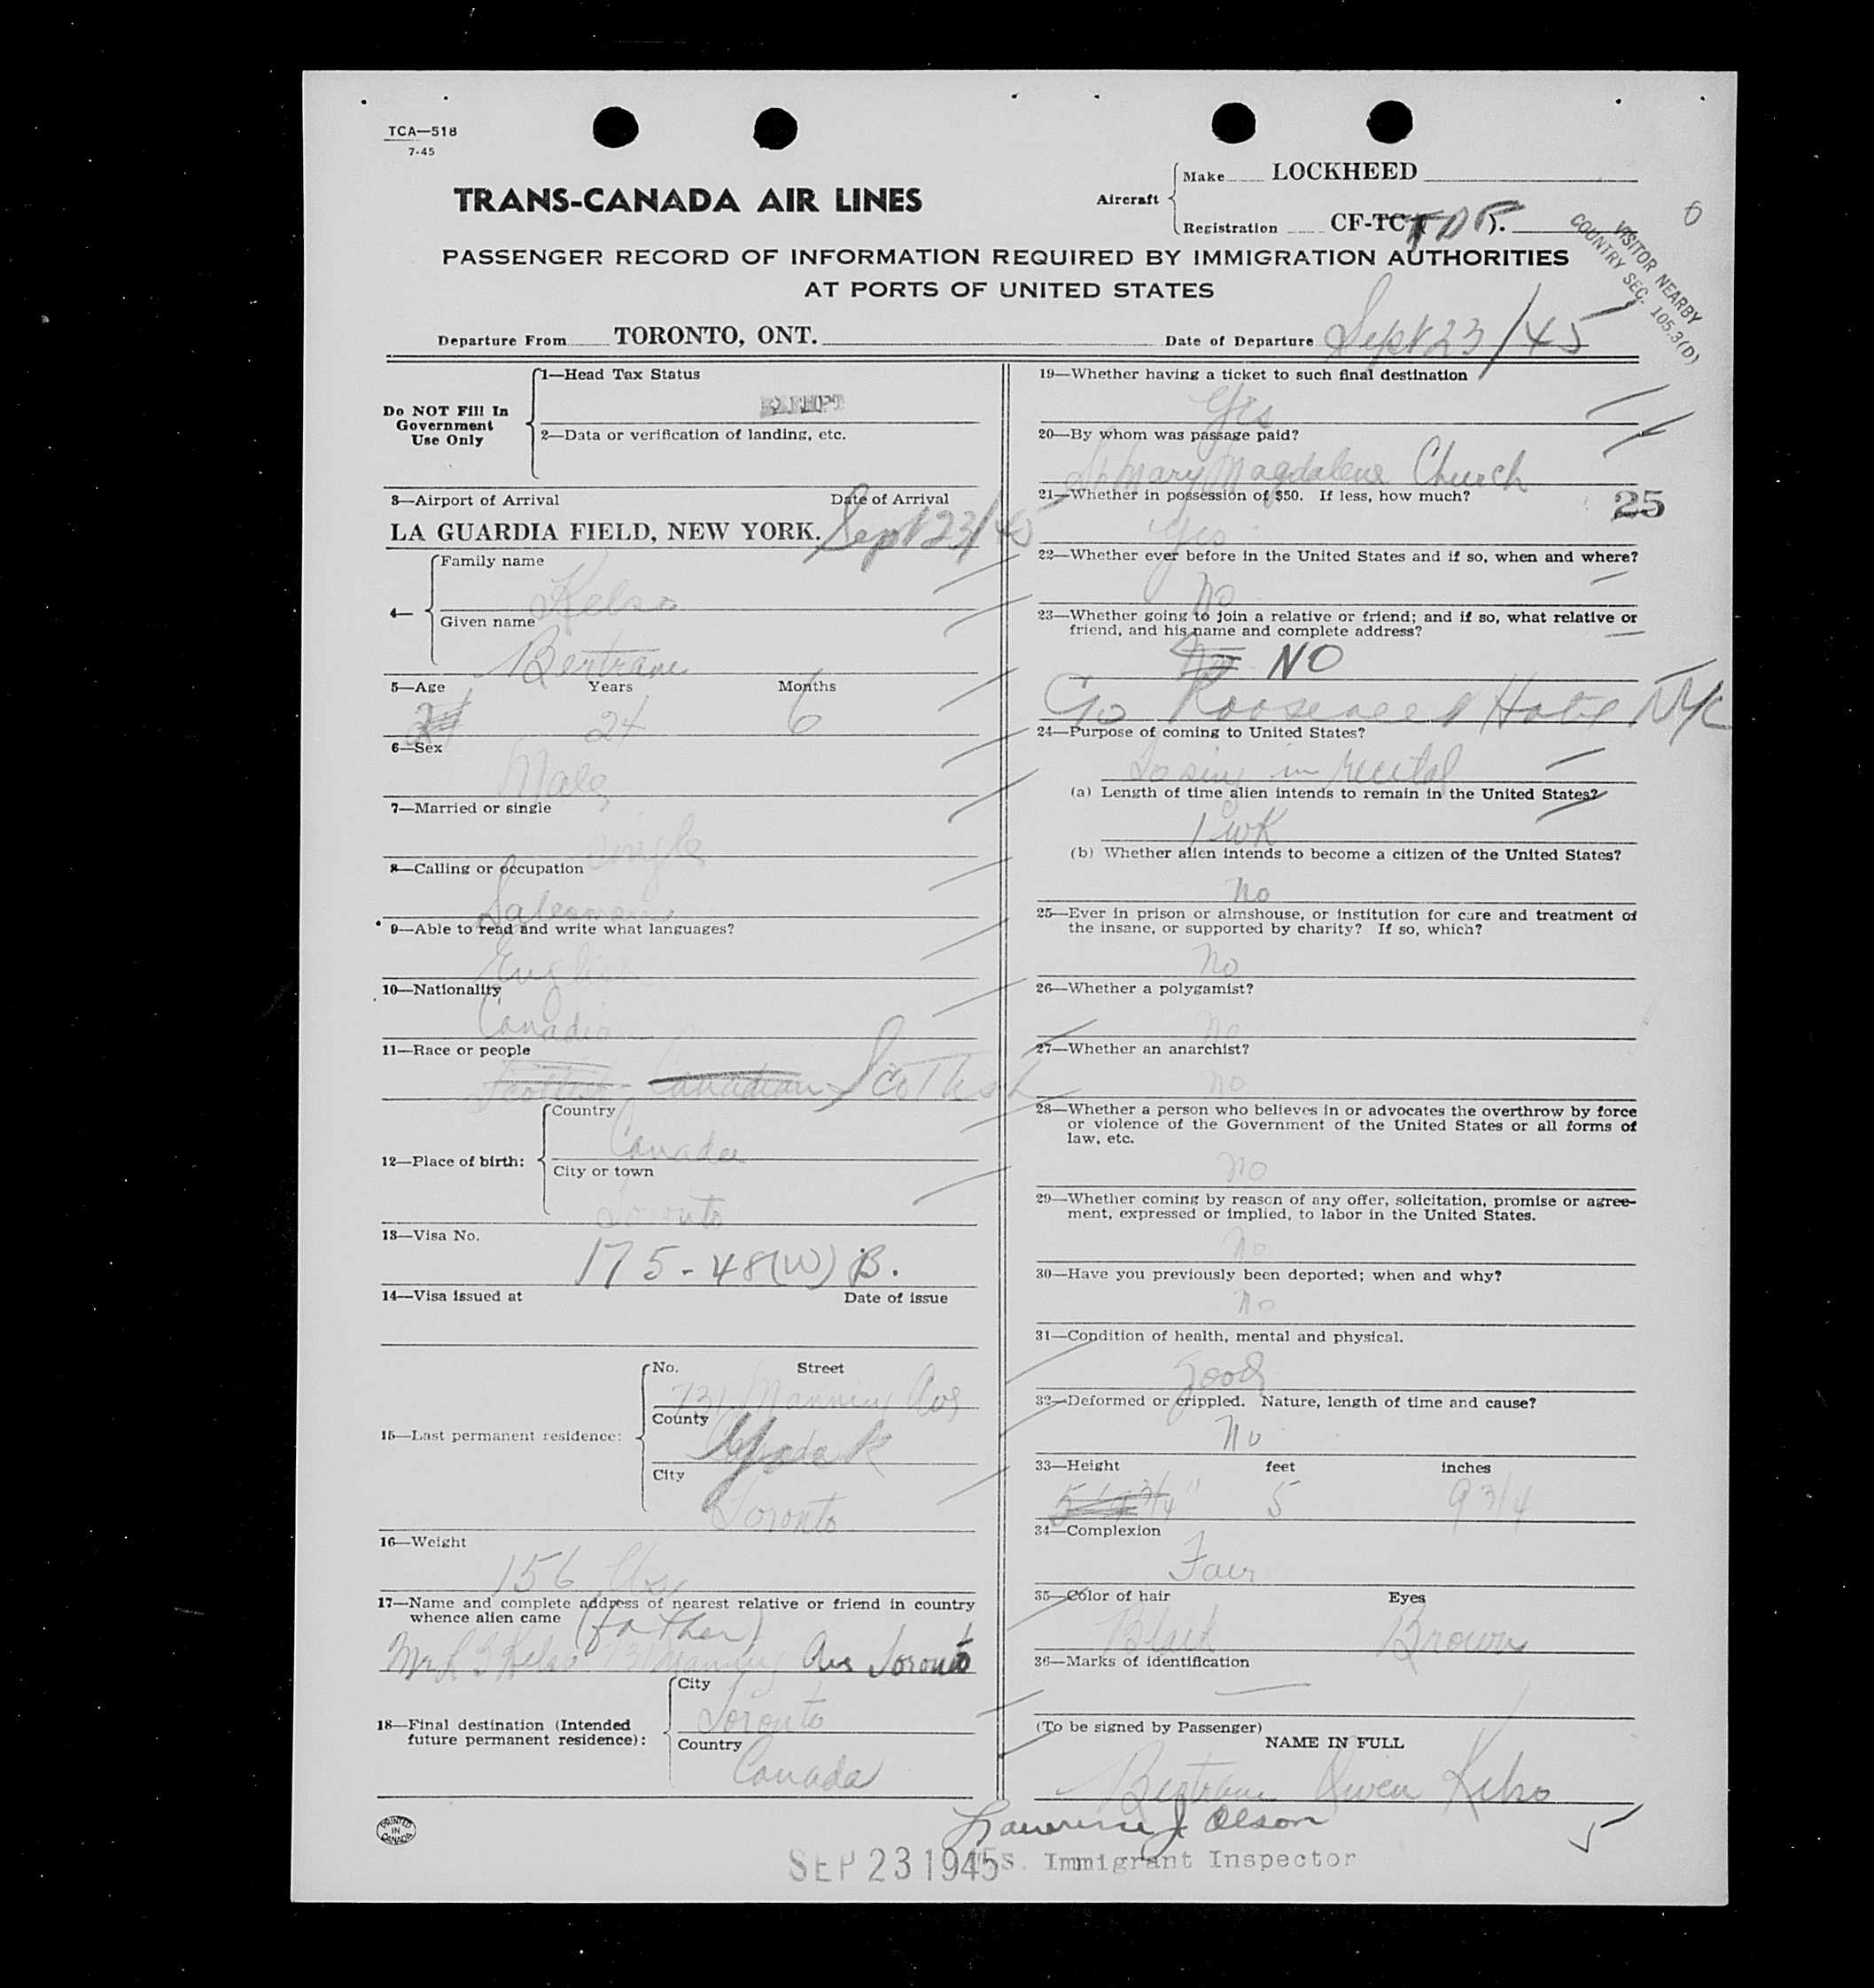 TCA—518
7-45
TRANS-CANADA AIR LINES
Aircraft
Make LOCKHEED
Registration CF-TC TDF).
6
VISITOR NEARBY
COUNTRY SEC. 105.3(D)
PASSENGER RECORD OF INFORMATION REQUIRED BY IMMIGRATION AUTHORITIES
AT PORTS OF UNITED STATES
Departure From TORONTO, ONT. Date of Departure Sept 23/45
Do NOT Fill In
Government
Use Only
1—Head Tax Status
EXEMPT
2—Data or verification of landing, etc.
3—Airport of Arrival Date of Arrival
LA GUARDIA FIELD, NEW YORK. Sept 23/45
4—
Family name
Kelso
Given name
Bertram
5—Age Years Months
24 24 6
6—Sex
Male
7—Married or single
Single
8—Calling or occupation
Salesman
9—Able to read and write what languages?
English
10—Nationality
Canadian
11—Race or people
Scottish Canadian Scottish
12—Place of birth:
Country
Canada
City or town
Toronto
13—Visa No.
175-48(W) B.
14—Visa issued at Date of issue
15—Last permanent residence:
No. Street
731 Manning Ave
County
York
City
Toronto
16—Weight
156 lbs
17—Name and complete address of nearest relative or friend in country
whence alien came (father)
Mr Kelso 731 Manning Ave Toronto
18—Final destination (Intended
future permanent residence):
City
Toronto
Country
Canada
PRINTED
IN
CANADA
19—Whether having a ticket to such final destination
Yes
20—By whom was passage paid?
St Mary Magdalene Church
21—Whether in possession of $50. If less, how much?
25
Yes
22—Whether ever before in the United States and if so, when and where?
No
23—Whether going to join a relative or friend; and if so, what relative or
friend, and his name and complete address?
No NO
C/o Roosevelt Hotel NYC
24—Purpose of coming to United States?
To sing in recital
(a) Length of time alien intends to remain in the United States?
1 wk
(b) Whether alien intends to become a citizen of the United States?
No
25—Ever in prison or almshouse, or institution for care and treatment of
the insane, or supported by charity? If so, which?
No
26—Whether a polygamist?
No
27—Whether an anarchist?
No
28—Whether a person who believes in or advocates the overthrow by force
or violence of the Government of the United States or all forms of
law, etc.
No
29—Whether coming by reason of any offer, solicitation, promise or agree-
ment, expressed or implied, to labor in the United States.
No
30—Have you previously been deported; when and why?
No
31—Condition of health, mental and physical.
Good
32—Deformed or crippled. Nature, length of time and cause?
No
33—Height feet inches
5' 9 3/4" 5 9 3/4
34—Complexion
Fair
35—Color of hair Eyes
Black Brown
36—Marks of identification
(To be signed by Passenger)
NAME IN FULL
Bertram Owen Kelso
Lawrence J Olson
SEP 23 1945 S. Immigrant Inspector